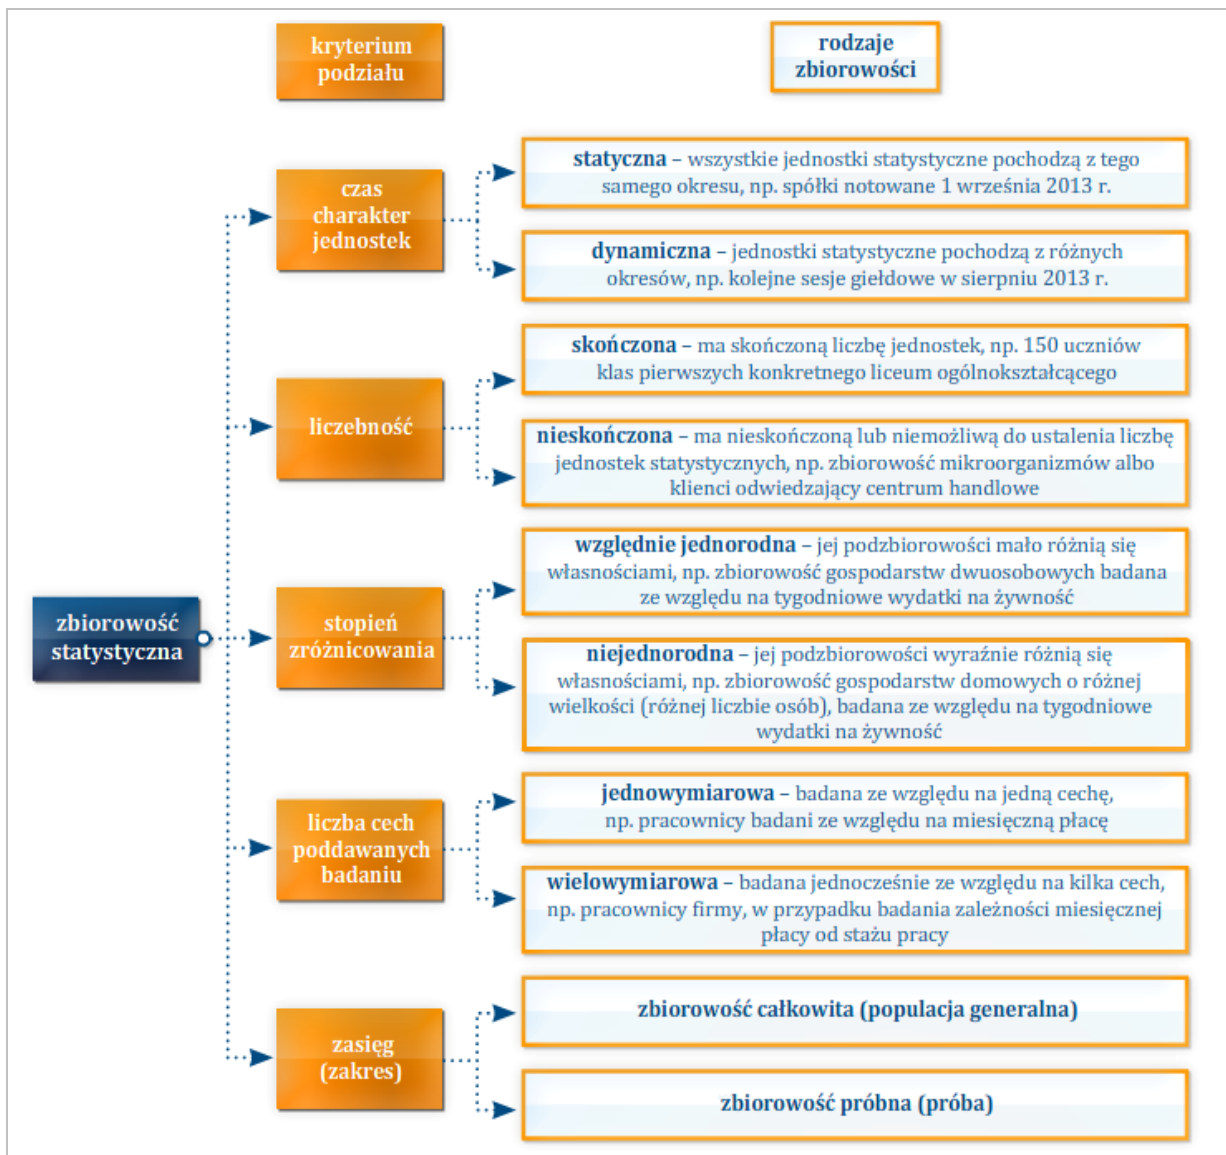 kryterium
podziału
rodzaje
zbiorowości
czas
charakter
jednostek
statyczna – wszystkie jednostki statystyczne pochodzą z tego
samego okresu, np. spółki notowane 1 września 2013 r.
dynamiczna – jednostki statystyczne pochodzą z różnych
okresów, np. kolejne sesje giełdowe w sierpniu 2013 r.
liczebność
skończona – ma skończoną liczbę jednostek, np. 150 uczniów
klas pierwszych konkretnego liceum ogólnokształcącego
nieskończona – ma nieskończoną lub niemożliwą do ustalenia liczbę
jednostek statystycznych, np. zbiorowość mikroorganizmów albo
klienci odwiedzający centrum handlowe
zbiorowość
statystyczna
stopień
zróżnicowania
względnie jednorodna – jej podzbiorowości mało różnią się
własnościami, np. zbiorowość gospodarstw dwuosobowych badana
ze względu na tygodniowe wydatki na żywność
niejednorodna – jej podzbiorowości wyraźnie różnią się
własnościami, np. zbiorowość gospodarstw domowych o różnej
wielkości (różnej liczbie osób), badana ze względu na tygodniowe
wydatki na żywność
liczba cech
poddawanych
badaniu
jednowymiarowa – badana ze względu na jedną cechę,
np. pracownicy badani ze względu na miesięczną płacę
wielowymiarowa – badana jednocześnie ze względu na kilka cech,
np. pracownicy firmy, w przypadku badania zależności miesięcznej
płacy od stażu pracy
zasięg
(zakres)
zbiorowość całkowita (populacja generalna)
zbiorowość próbna (próba)